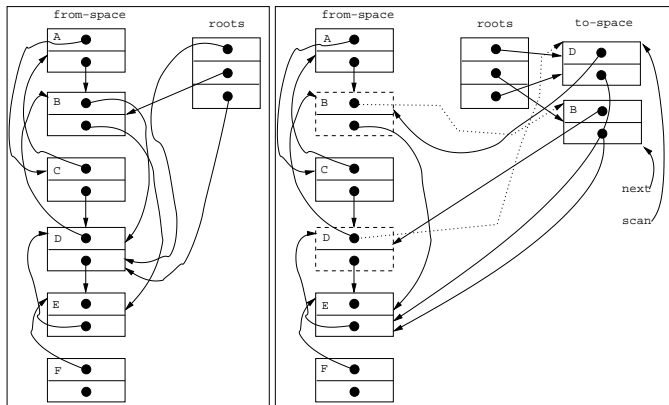 from-space
roots
A
B
C
D
E
F
from-space
roots
to-space
A
B
C
D
E
F
D
B
next
scan